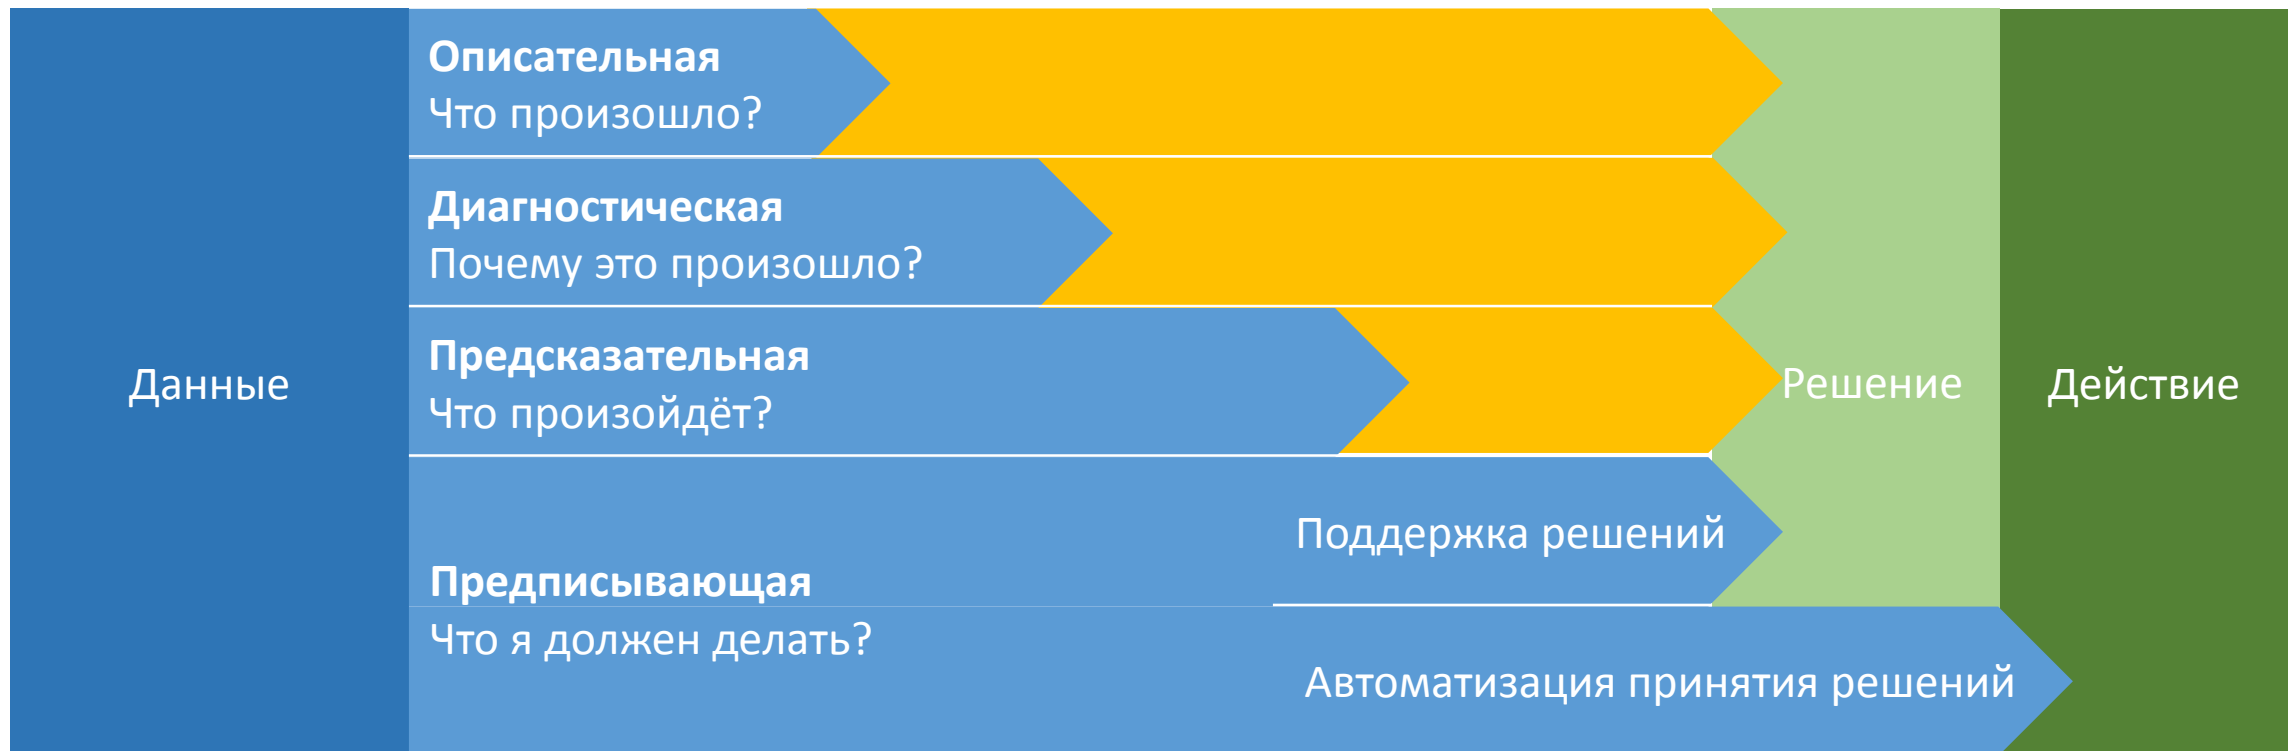 Данные
Описательная
Что произошло?
Диагностическая
Почему это произошло?
Предсказательная
Что произойдёт?
Предписывающая
Что я должен делать?
Поддержка решений
Автоматизация принятия решений
Решение
Действие